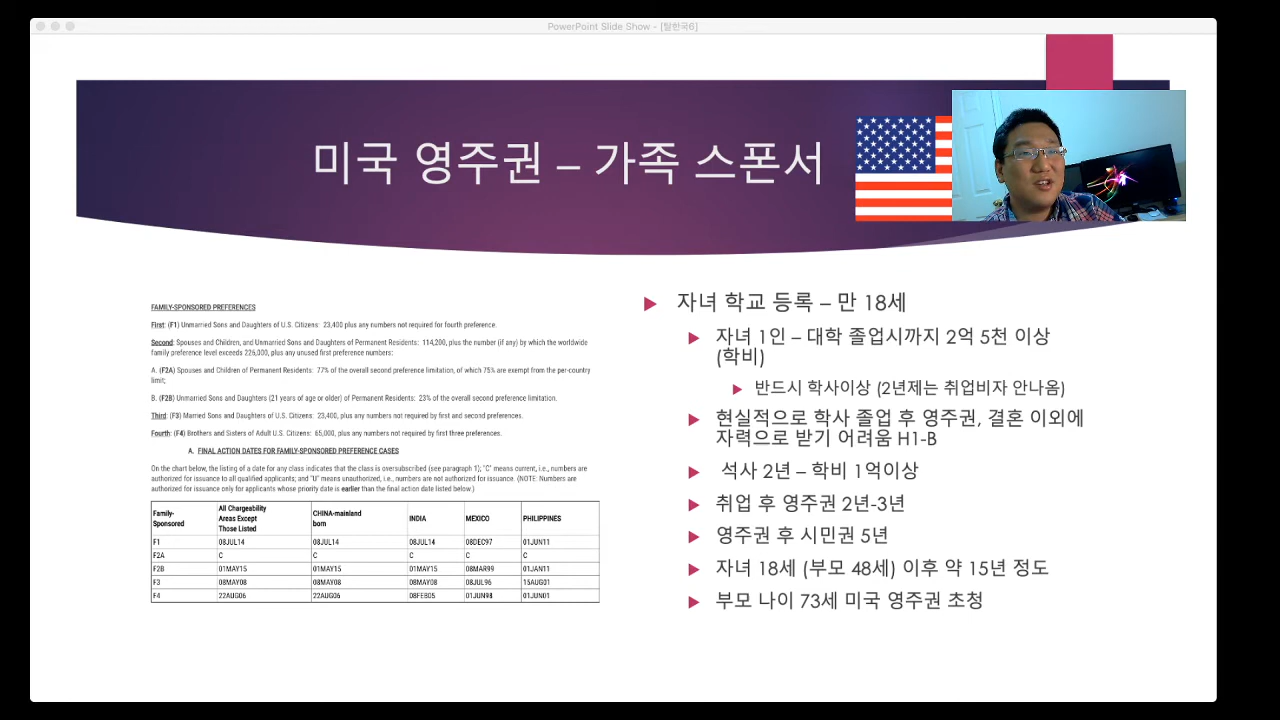 PowerPoint Slide Show - [탈한국6]
미국 영주권 – 가족 스폰서
FAMILY-SPONSORED PREFERENCES
First: (F1) Unmarried Sons and Daughters of U.S. Citizens: 23,400 plus any numbers not required for fourth preference.
Second: Spouses and Children, and Unmarried Sons and Daughters of Permanent Residents: 114,200, plus the number (if any) by which the worldwide
family preference level exceeds 226,000, plus any unused first preference numbers:
A. (F2A) Spouses and Children of Permanent Residents: 77% of the overall second preference limitation, of which 75% are exempt from the per-country
limit;
B. (F2B) Unmarried Sons and Daughters (21 years of age or older) of Permanent Residents: 23% of the overall second preference limitation.
Third: (F3) Married Sons and Daughters of U.S. Citizens: 23,400, plus any numbers not required by first and second preferences.
Fourth: (F4) Brothers and Sisters of Adult U.S. Citizens: 65,000, plus any numbers not required by first three preferences.
A. FINAL ACTION DATES FOR FAMILY-SPONSORED PREFERENCE CASES
On the chart below, the listing of a date for any class indicates that the class is oversubscribed (see paragraph 1); "C" means current, i.e., numbers are
authorized for issuance to all qualified applicants; and "U" means unauthorized, i.e., numbers are not authorized for issuance. (NOTE: Numbers are
authorized for issuance only for applicants whose priority date is earlier than the final action date listed below.)
Family-Sponsored All Chargeability Areas Except Those Listed CHINA-mainland born INDIA MEXICO PHILIPPINES
F1 08JUL14 08JUL14 08JUL14 08DEC97 01JUN11
F2A C C C C C
F2B 01MAY15 01MAY15 01MAY15 08MAR99 01JAN11
F3 08MAY08 08MAY08 08MAY08 08JUL96 15AUG01
F4 22AUG06 22AUG06 08FEB05 01JUN98 01JUN01
자녀 학교 등록 – 만 18세
자녀 1인 – 대학 졸업시까지 2억 5천 이상
(학비)
반드시 학사이상 (2년제는 취업비자 안나옴)
현실적으로 학사 졸업 후 영주권, 결혼 이외에
자력으로 받기 어려움 H1-B
석사 2년 – 학비 1억이상
취업 후 영주권 2년-3년
영주권 후 시민권 5년
자녀 18세 (부모 48세) 이후 약 15년 정도
부모 나이 73세 미국 영주권 초청